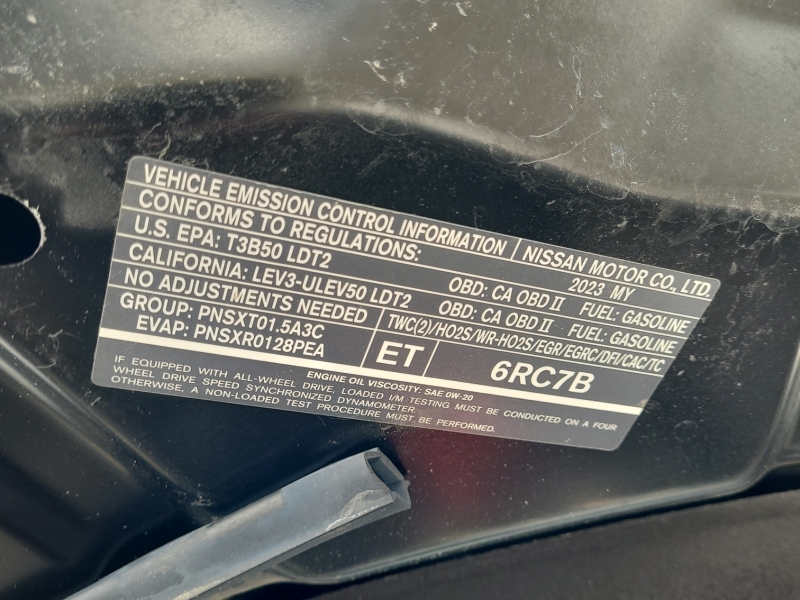 VEHICLE EMISSION CONTROL INFORMATION | NISSAN MOTOR CO., LTD.
CONFORMS TO REGULATIONS: 2023 MY
U.S. EPA: T3B50 LDT2 OBD: CA OBD II FUEL: GASOLINE
CALIFORNIA: LEV3-ULEV50 LDT2 OBD: CA OBD II FUEL: GASOLINE
NO ADJUSTMENTS NEEDED TWC(2)/HO2S/WR-HO2S/EGR/EGRC/DFI/CAC/TC
GROUP: PNSXT01.5A3C
EVAP: PNSXR0128PEA
ET
6RC7B
ENGINE OIL VISCOSITY: SAE 0W-20
IF EQUIPPED WITH ALL-WHEEL DRIVE, LOADED I/M TESTING MUST BE CONDUCTED ON A FOUR
WHEEL DRIVE SPEED SYNCHRONIZED DYNAMOMETER.
OTHERWISE, A NON-LOADED TEST PROCEDURE MUST BE PERFORMED.